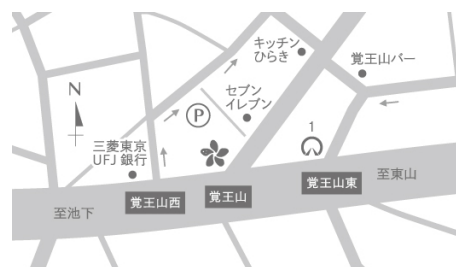 キッチン
ひらき
覚王山バー
N
セブン
イレブン
P
1
三菱東京
UFJ 銀行
覚王山西
覚王山
覚王山東
至東山
至池下